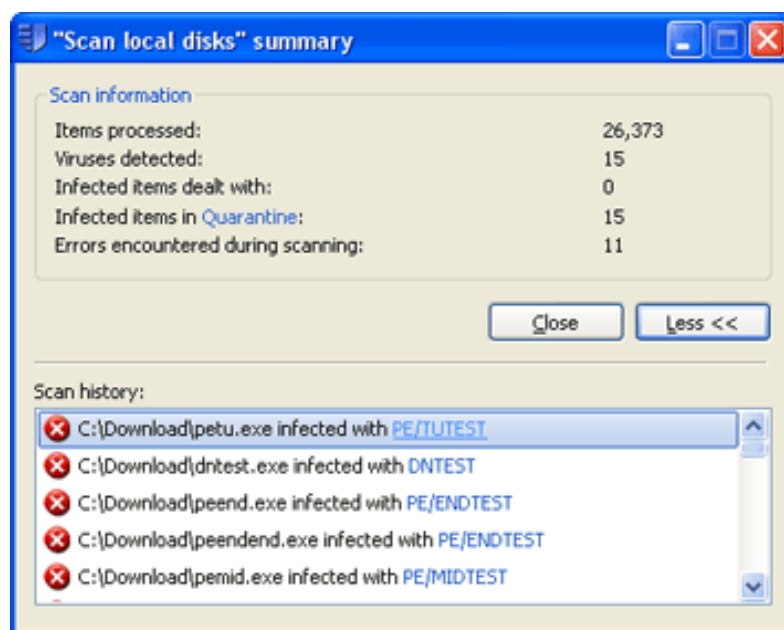 "Scan local disks" summary
Scan information
Items processed: 26,373
Viruses detected: 15
Infected items dealt with: 0
Infected items in Quarantine: 15
Errors encountered during scanning: 11
Close Less <<
Scan history:
C:\Download\petu.exe infected with PE/TUTEST
C:\Download\dntest.exe infected with DNTEST
C:\Download\peend.exe infected with PE/ENDTEST
C:\Download\peendend.exe infected with PE/ENDTEST
C:\Download\pemid.exe infected with PE/MIDTEST